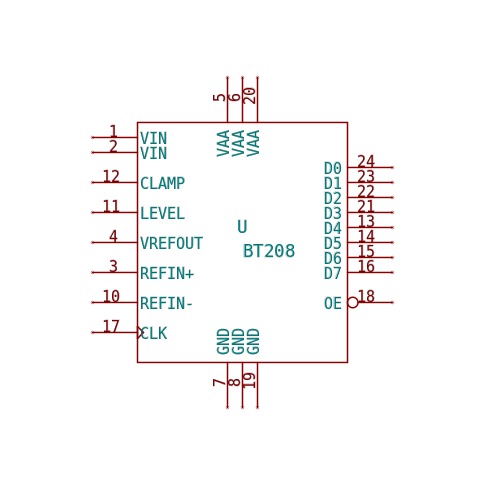 5 6 20
VAA VAA VAA
1 VIN
2 VIN
D0 24
12 CLAMP
D1 23
D2 22
11 LEVEL
D3 21
U
D4 13
4 VREFOUT
D5 14
BT208
D6 15
3 REFIN+
D7 16
10 REFIN-
OE 18
17 CLK
GND GND GND
7 8 19